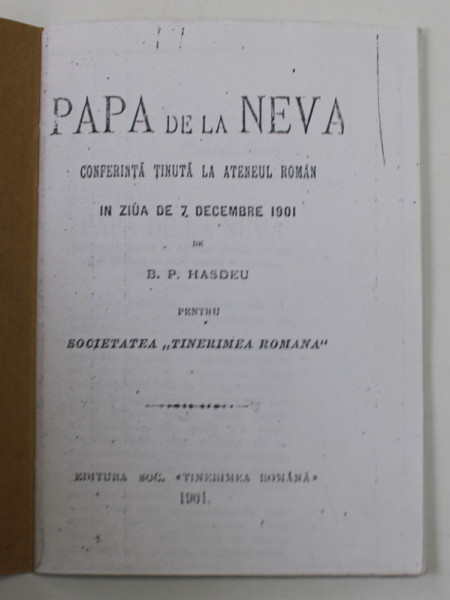 PAPA DE LA NEVA
CONFERINȚĂ ȚINUTĂ LA ATENEUL ROMÂN
IN ZIÙA DE 7 DECEMBRE 1901
DE
B. P. HASDEU
PENTRU
SOCIETATEA „TINERIMEA ROMANA"
EDITURA SOC. «TINERIMEA ROMÂNĂ»
1901.